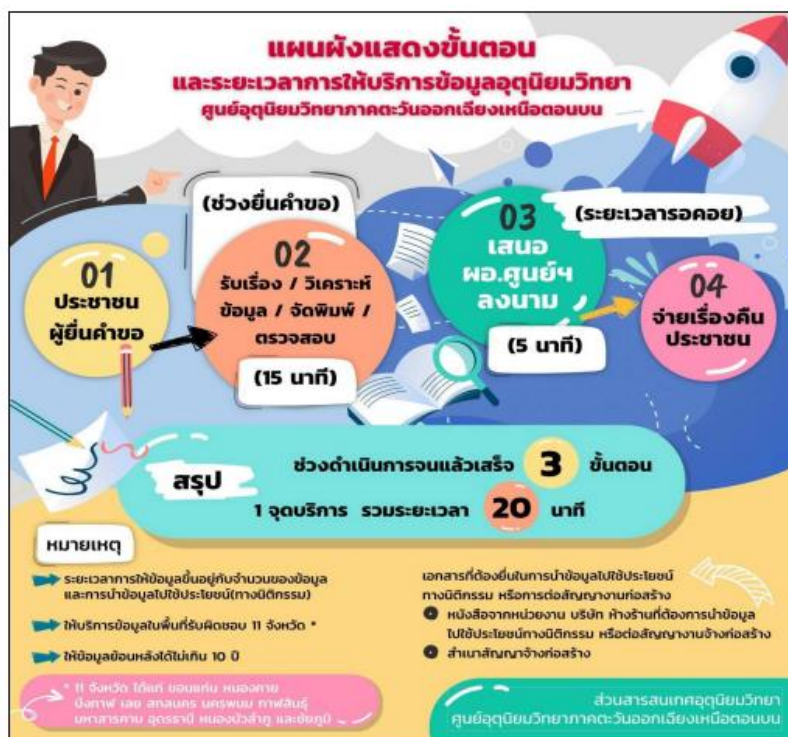 แผนผังแสดงขั้นตอน
และระยะเวลาการให้บริการข้อมูลอุตุนิยมวิทยา
ศูนย์อุตุนิยมวิทยาภาคตะวันออกเฉียงเหนือตอนบน
01
ประชาชน
ผู้ยื่นคำขอ
(ช่วงยื่นคำขอ)
02
รับเรื่อง / วิเคราะห์
ข้อมูล / จัดพิมพ์ /
ตรวจสอบ
(15 นาที)
03
เสนอ
ผอ.ศูนย์ฯ
ลงนาม
(5 นาที)
(ระยะเวลารอคอย)
04
จ่ายเรื่องคืน
ประชาชน
สรุป
ช่วงดำเนินการจนแล้วเสร็จ 3 ขั้นตอน
1 จุดบริการ รวมระยะเวลา 20 นาที
หมายเหตุ
ระยะเวลาการให้ข้อมูลขึ้นอยู่กับจำนวนของข้อมูล
และการนำข้อมูลไปใช้ประโยชน์(ทางนิติกรรม)
ให้บริการข้อมูลในพื้นที่รับผิดชอบ 11 จังหวัด *
ให้ข้อมูลย้อนหลังได้ไม่เกิน 10 ปี
* 11 จังหวัด ได้แก่ ขอนแก่น หนองคาย
บึงกาฬ เลย สกลนคร นครพนม กาฬสินธุ์
มหาสารคาม อุดรธานี หนองบัวลำภู และชัยภูมิ
เอกสารที่ต้องยื่นในการนำข้อมูลไปใช้ประโยชน์
ทางนิติกรรม หรือการต่อสัญญางานก่อสร้าง
หนังสือจากหน่วยงาน บริษัท ห้างร้านที่ต้องการนำข้อมูล
ไปใช้ประโยชน์ทางนิติกรรม หรือต่อสัญญางานจ้างก่อสร้าง
สำเนาสัญญาจ้างก่อสร้าง
ส่วนสารสนเทศอุตุนิยมวิทยา
ศูนย์อุตุนิยมวิทยาภาคตะวันออกเฉียงเหนือตอนบน